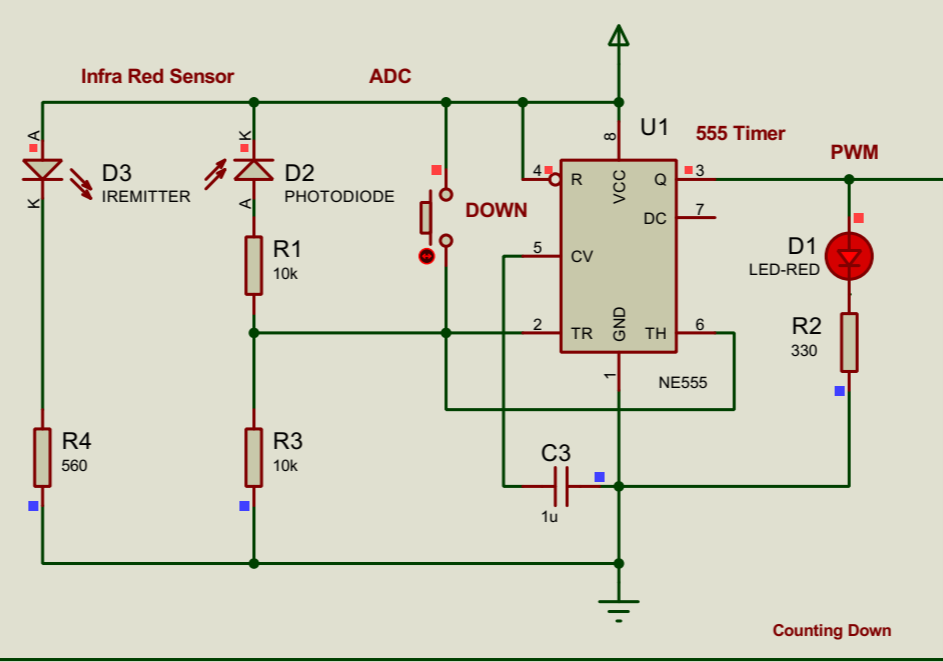 Infra Red Sensor
ADC
U1
555 Timer
PWM
A
K
D3
IREMITTER
K
A
D2
PHOTODIODE
DOWN
8
4
R
VCC
Q
3
DC
7
5
CV
D1
LED-RED
R1
10k
2
TR
GND
TH
6
R2
330
1
NE555
R4
560
R3
10k
C3
1u
Counting Down